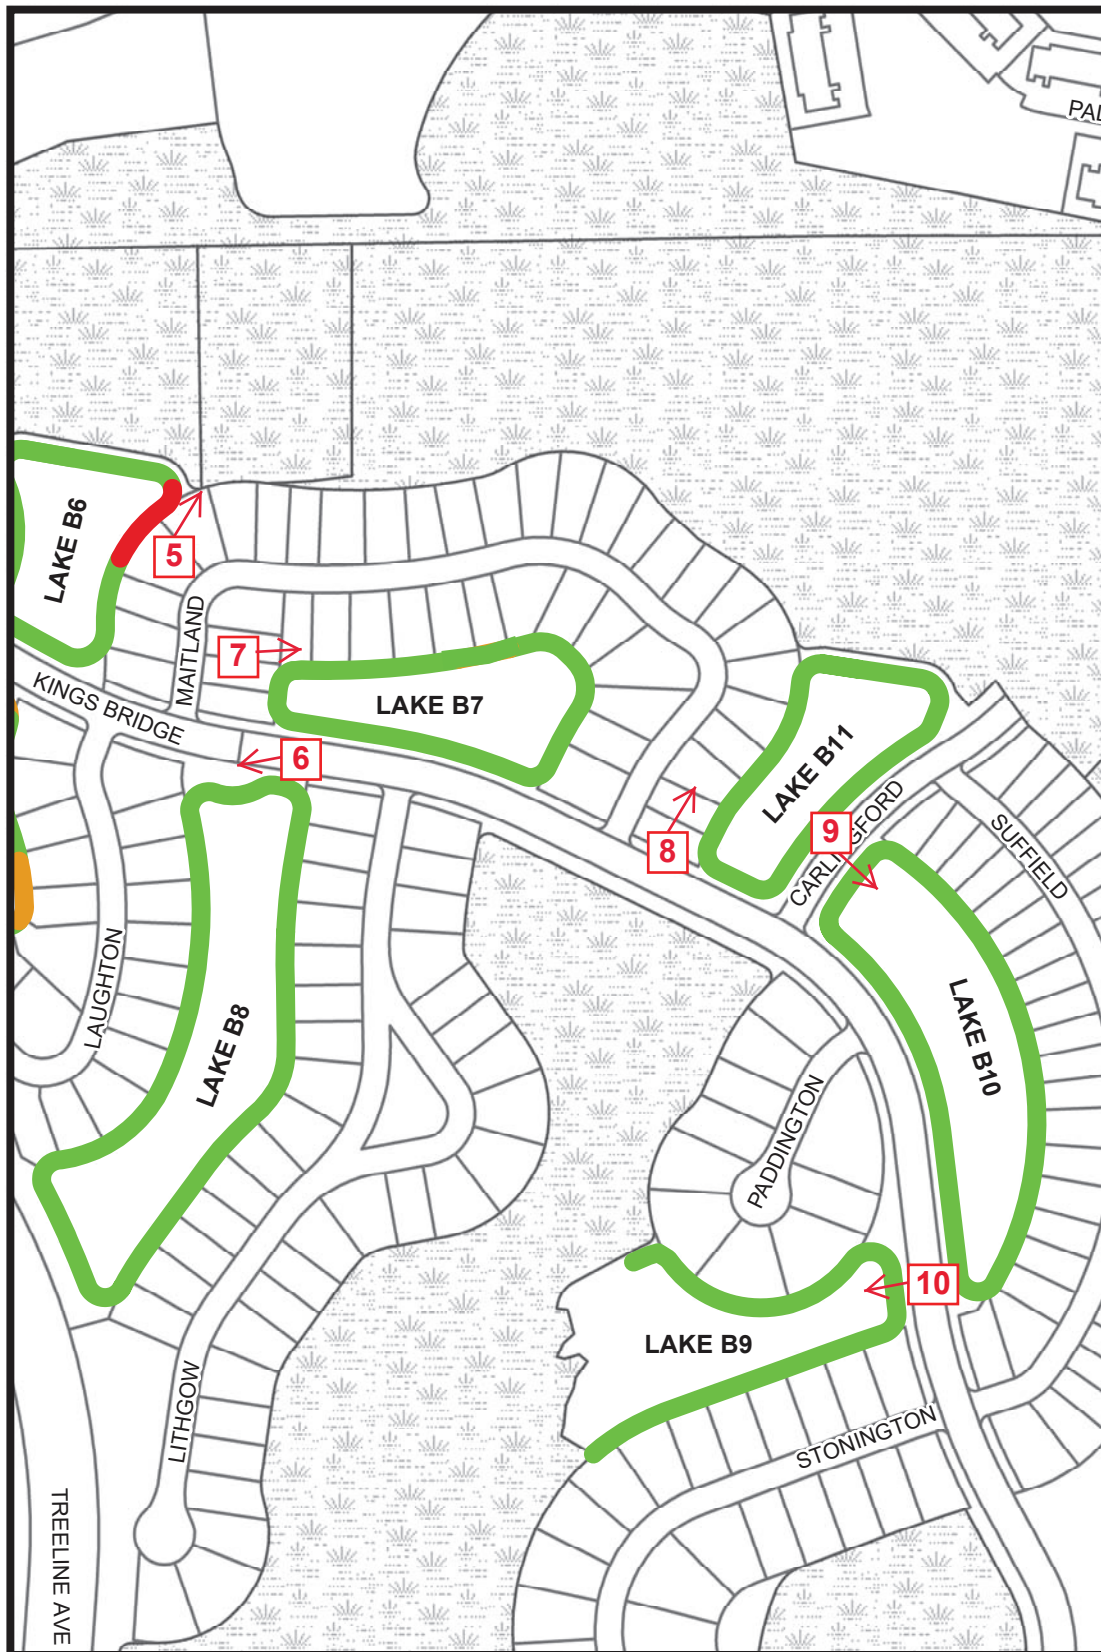 PAL
LAKE B6
5
MAITLAND
7
KINGS BRIDGE
LAKE B7
6
LAKE B11
8
9
CARLINGFORD
SUFFIELD
LAUGHTON
LAKE B8
LAKE B10
PADDINGTON
10
LAKE B9
LITHGOW
STONINGTON
TREELINE AVE